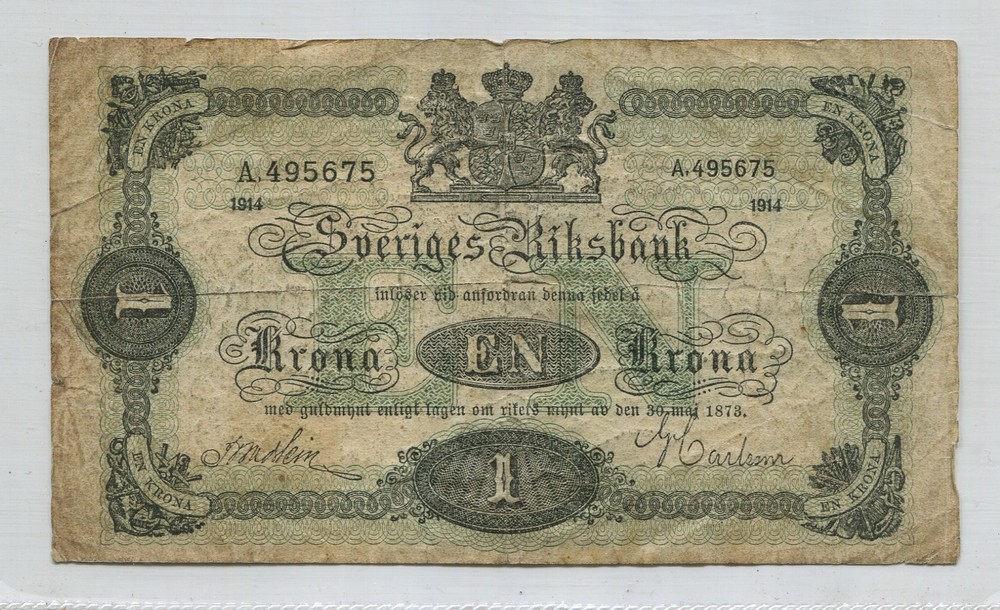 EN KRONA EN KRONA
A.495675 A.495675
1914 1914
Sveriges Riksbank
inlöser vid anfordran denna sedel à
1 1
Krona EN Krona
med guldmynt enligt lagen om rikets mynt av den 30 maj 1873.
EN KRONA 1 EN KRONA